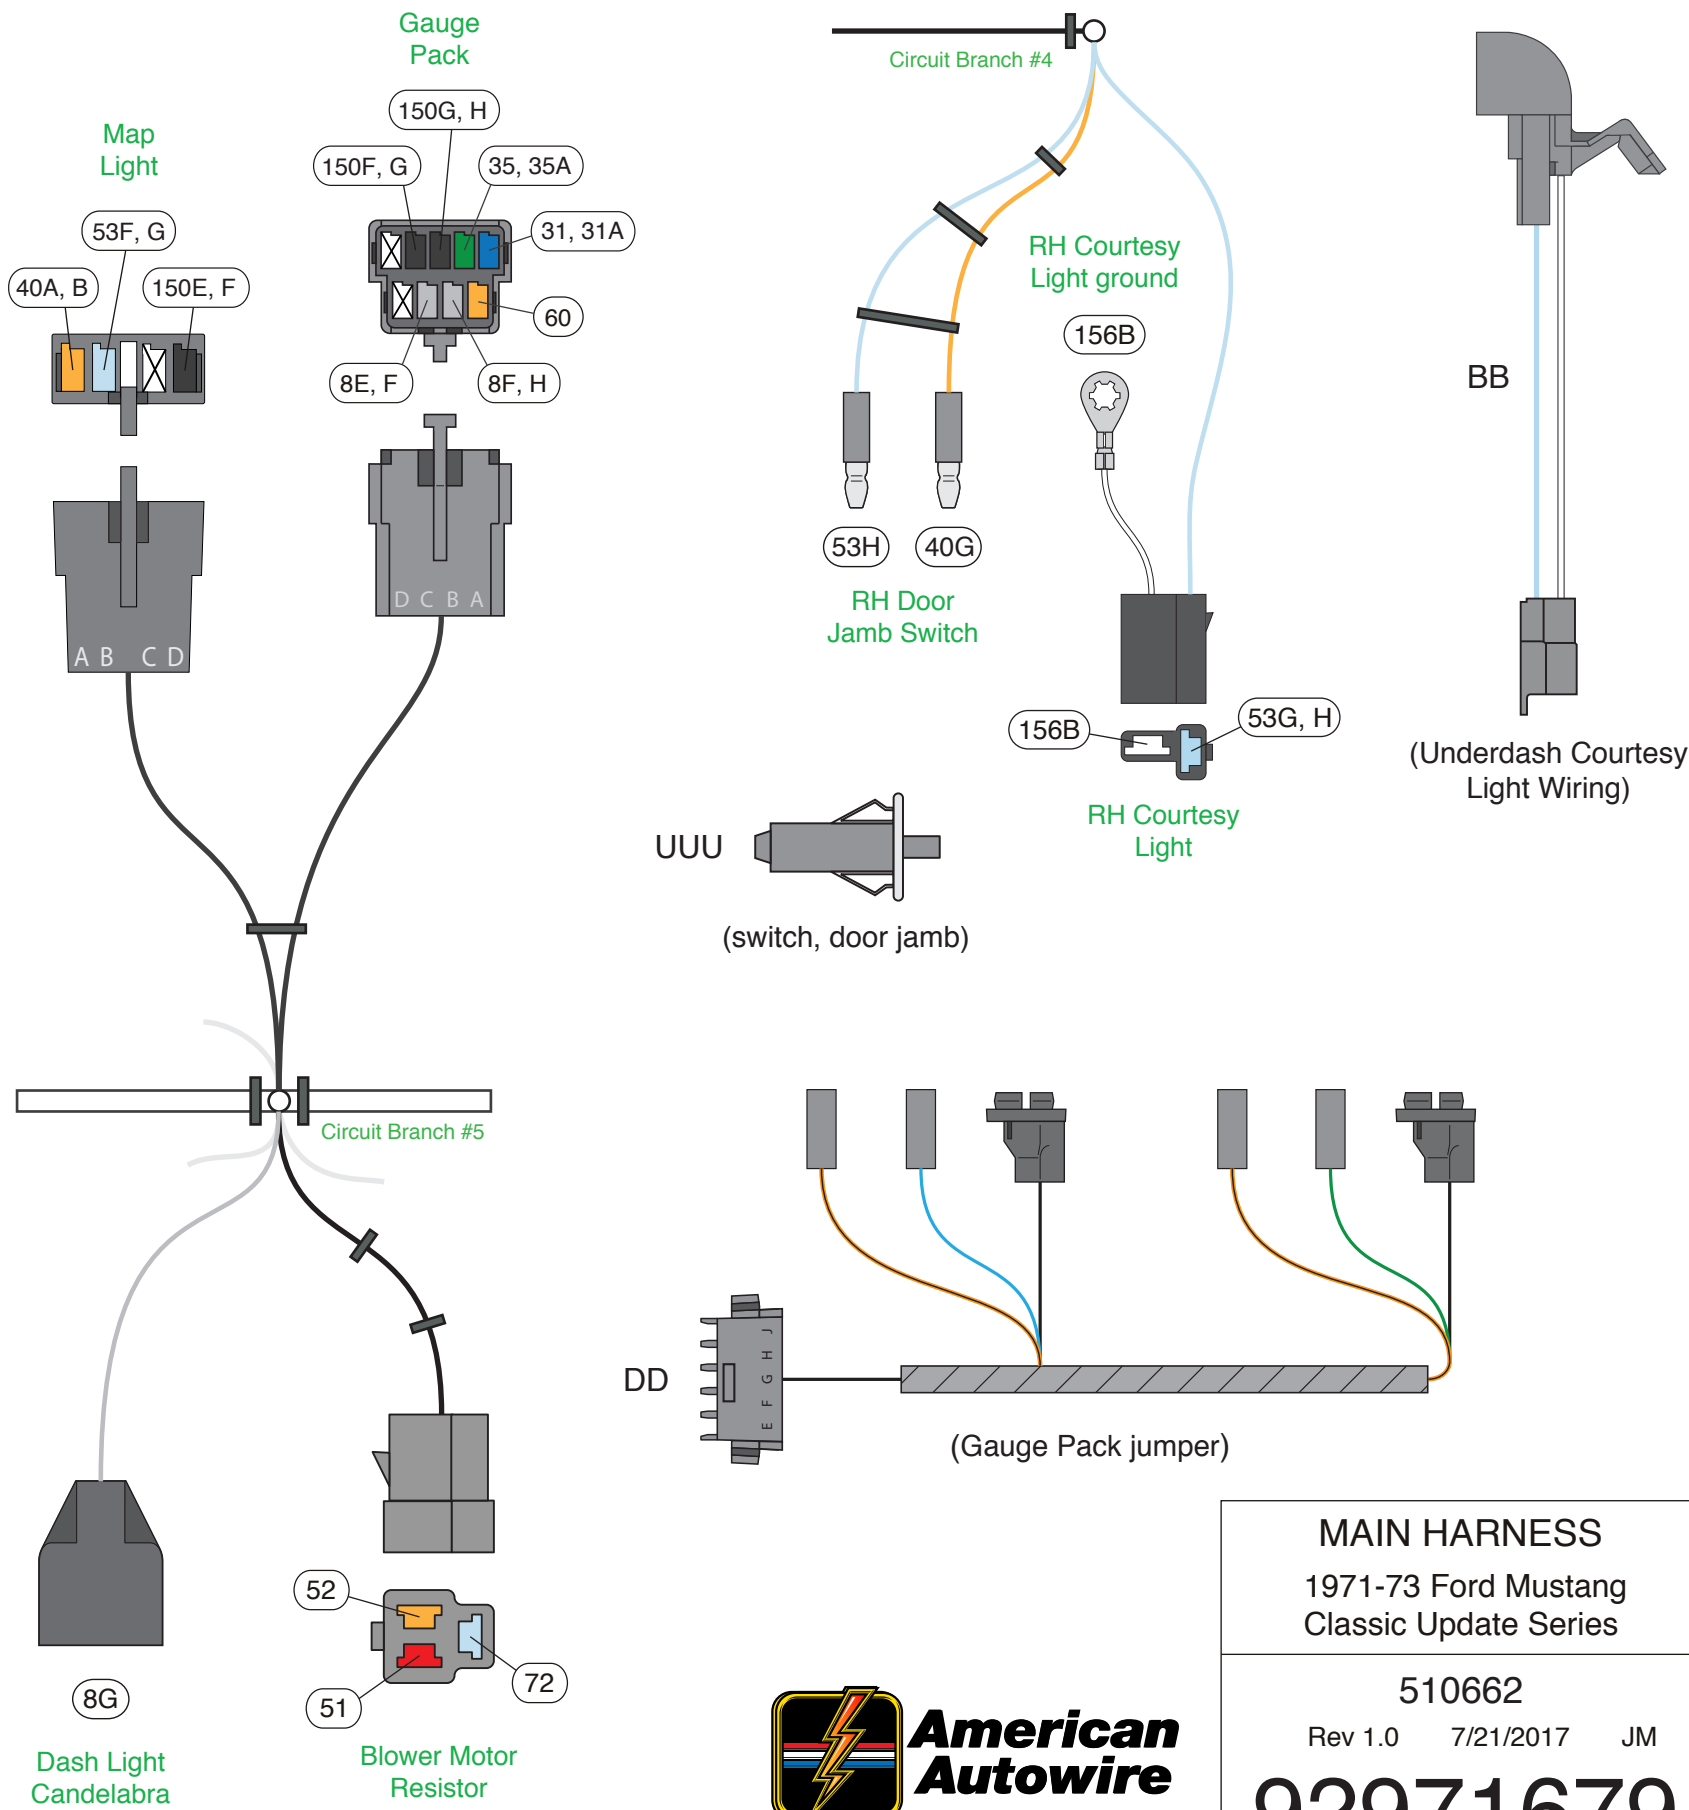 Gauge
Pack
150G, H
150F, G
35, 35A
31, 31A
60
8E, F
8F, H
D C B A
Map
Light
53F, G
40A, B
150E, F
A B C D
Circuit Branch #4
RH Courtesy
Light ground
156B
53H
40G
RH Door
Jamb Switch
156B
53G, H
RH Courtesy
Light
BB
(Underdash Courtesy
Light Wiring)
UUU
(switch, door jamb)
Circuit Branch #5
DD
E F G H J
(Gauge Pack jumper)
8G
Dash Light
Candelabra
52
51
72
Blower Motor
Resistor
American
Autowire
MAIN HARNESS
1971-73 Ford Mustang
Classic Update Series
510662
Rev 1.0 7/21/2017 JM
92971679